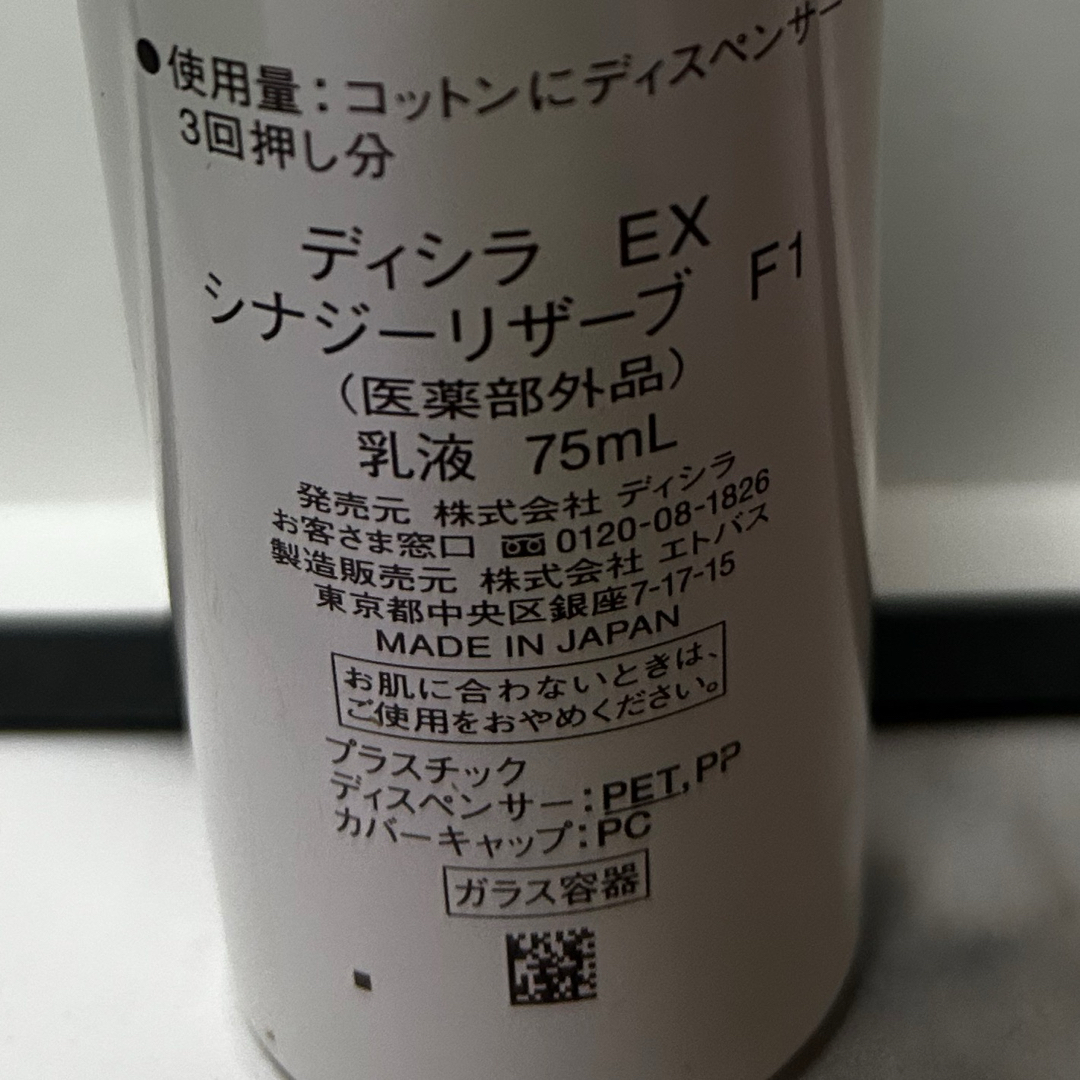 ●使用量：コットンにディスペンサー
3回押し分
ディシラ　EX
シナジーリザーブ　F1
（医薬部外品）
乳液　75mL
発売元 株式会社 ディシラ
お客さま窓口 0120-08-1826
製造販売元 株式会社 エトバス
東京都中央区銀座7-17-15
MADE IN JAPAN
お肌に合わないときは、
ご使用をおやめください。
プラスチック
ディスペンサー：PET,PP
カバーキャップ：PC
ガラス容器